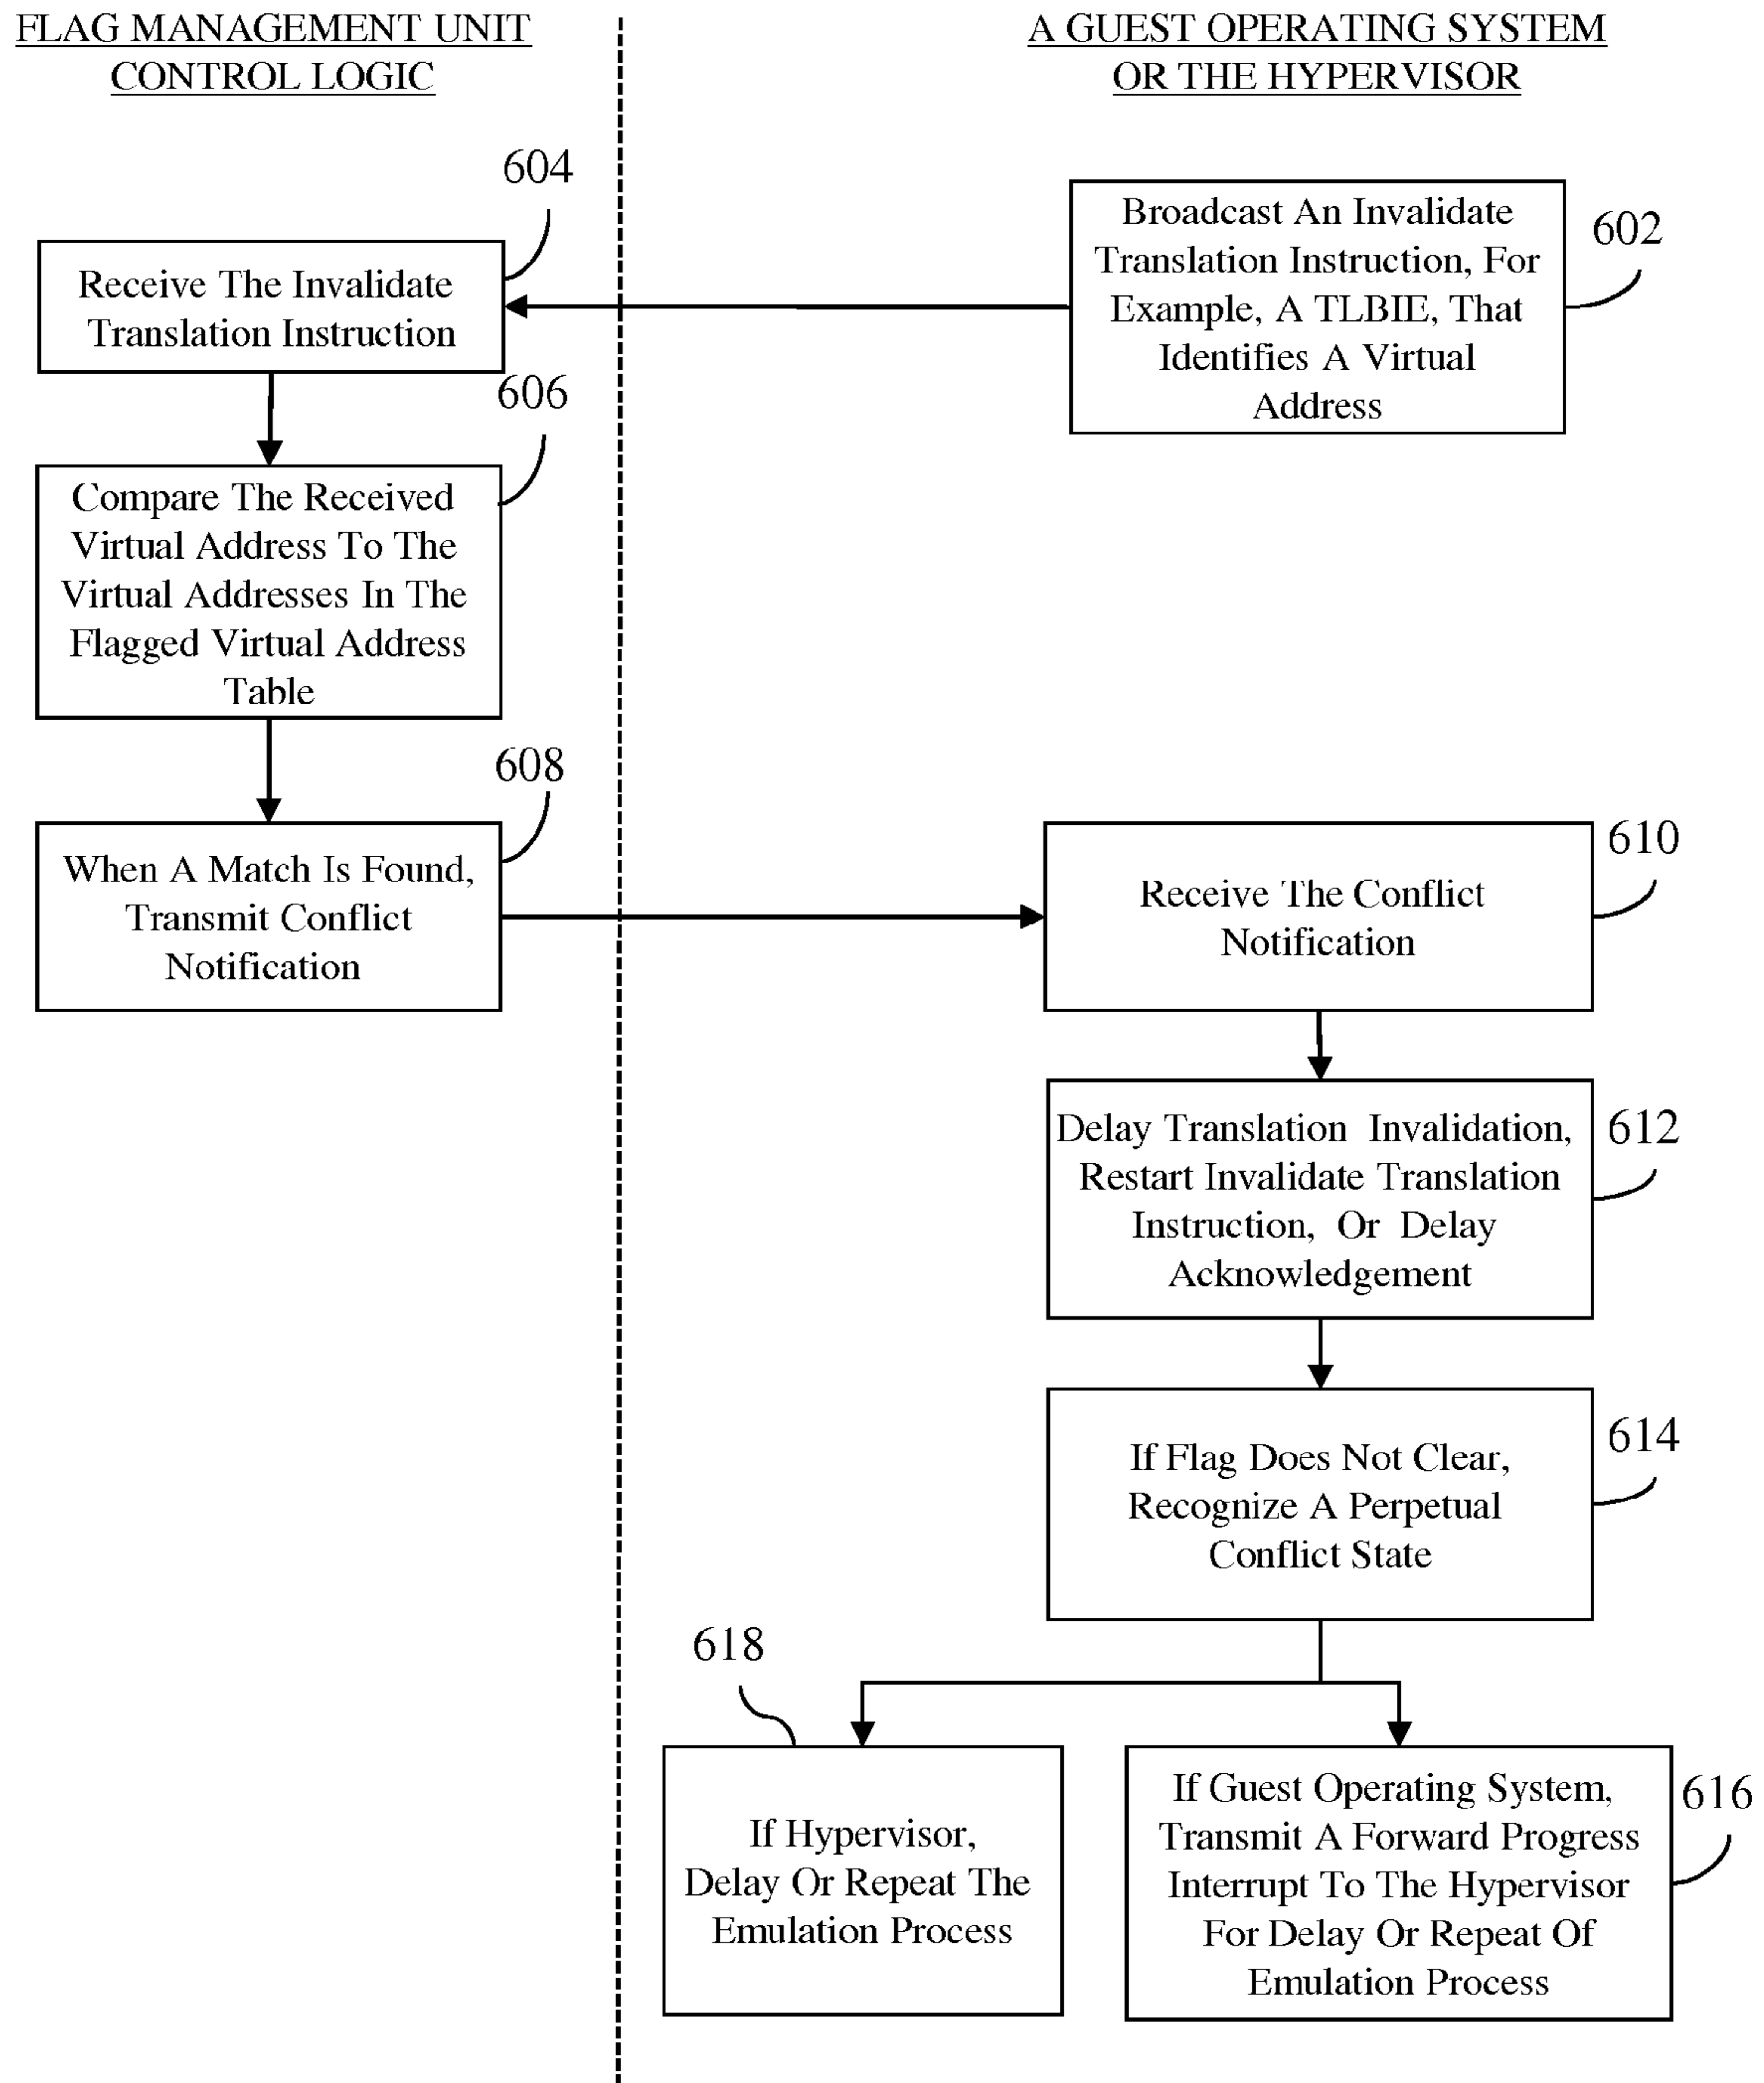 FLAG MANAGEMENT UNIT
CONTROL LOGIC
A GUEST OPERATING SYSTEM
OR THE HYPERVISOR
602
Broadcast An Invalidate
Translation Instruction, For
Example, A TLBIE, That
Identifies A Virtual
Address
604
Receive The Invalidate
Translation Instruction
606
Compare The Received
Virtual Address To The
Virtual Addresses In The
Flagged Virtual Address
Table
608
When A Match Is Found,
Transmit Conflict
Notification
610
Receive The Conflict
Notification
612
Delay Translation Invalidation,
Restart Invalidate Translation
Instruction, Or Delay
Acknowledgement
614
If Flag Does Not Clear,
Recognize A Perpetual
Conflict State
618
If Hypervisor,
Delay Or Repeat The
Emulation Process
616
If Guest Operating System,
Transmit A Forward Progress
Interrupt To The Hypervisor
For Delay Or Repeat Of
Emulation Process